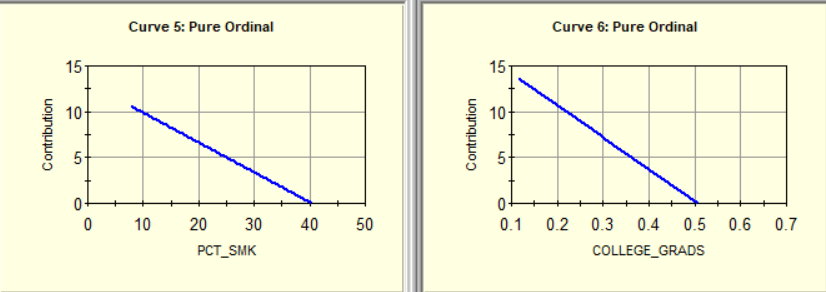 Curve 5: Pure Ordinal
15
10
5
0
Contribution
0 10 20 30 40 50
PCT_SMK
Curve 6: Pure Ordinal
15
10
5
0
Contribution
0.1 0.2 0.3 0.4 0.5 0.6 0.7
COLLEGE_GRADS